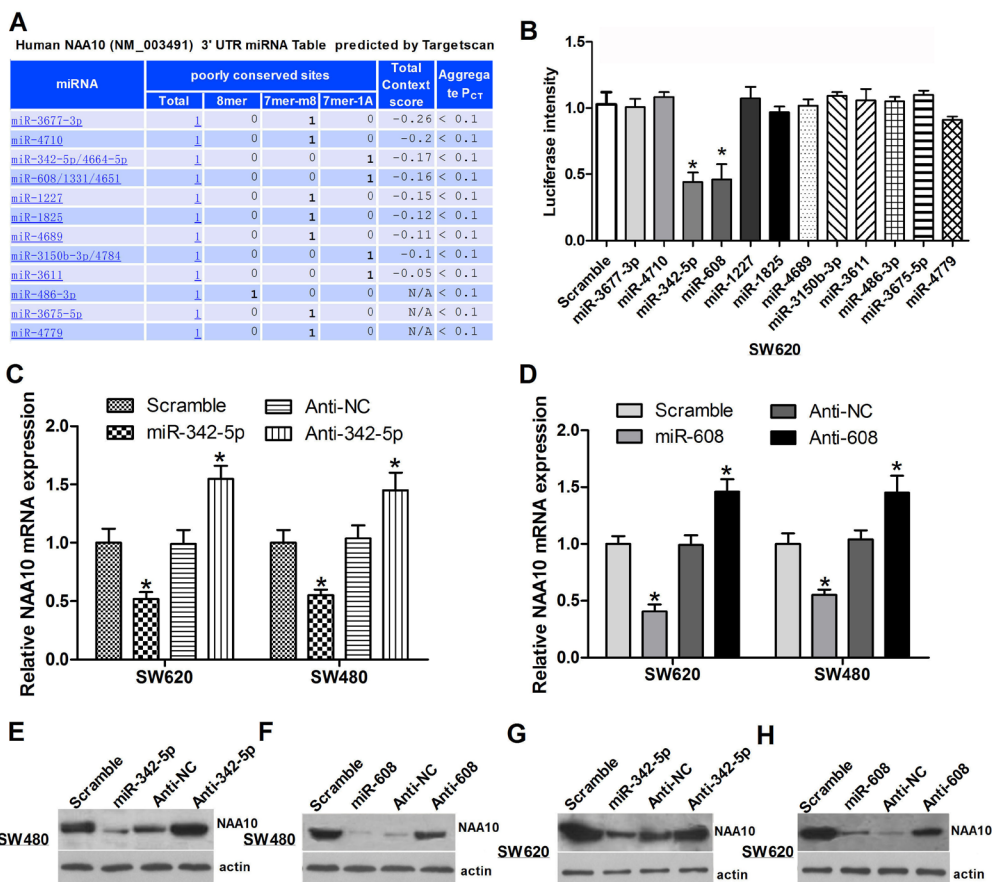 A
Human NAA10 (NM_003491) 3' UTR miRNA Table predicted by Targetscan
miRNA poorly conserved sites Total Context score Aggregate P_CT
Total 8mer 7mer-m8 7mer-1A
miR-3677-3p 1 0 1 0 -0.26 < 0.1
miR-4710 1 0 1 0 -0.2 < 0.1
miR-342-5p/4664-5p 1 0 0 1 -0.17 < 0.1
miR-608/1331/4651 1 0 0 1 -0.16 < 0.1
miR-1227 1 0 1 0 -0.15 < 0.1
miR-1825 1 0 1 0 -0.12 < 0.1
miR-4689 1 0 1 0 -0.11 < 0.1
miR-3150b-3p/4784 1 0 0 1 -0.1 < 0.1
miR-3611 1 0 0 1 -0.05 < 0.1
miR-486-3p 1 1 0 0 N/A < 0.1
miR-3675-5p 1 0 1 0 N/A < 0.1
miR-4779 1 0 1 0 N/A < 0.1
B
Luciferase intensity
1.5
1.0
0.5
0.0
* *
Scramble
miR-3677-3p
miR-4710
miR-342-5p
miR-608
miR-1227
miR-1825
miR-4689
miR-3150b-3p
miR-3611
miR-486-3p
miR-3675-5p
miR-4779
SW620
C
Scramble Anti-NC
miR-342-5p Anti-342-5p
Relative NAA10 mRNA expression
2.0
1.5
1.0
0.5
0.0
* * * *
SW620 SW480
D
Scramble Anti-NC
miR-608 Anti-608
Relative NAA10 mRNA expression
2.0
1.5
1.0
0.5
0.0
* * * *
SW620 SW480
E
Scramble miR-342-5p Anti-NC Anti-342-5p
NAA10
SW480
actin
F
Scramble miR-608 Anti-NC Anti-608
NAA10
SW480
actin
G
Scramble miR-342-5p Anti-NC Anti-342-5p
NAA10
SW620
actin
H
Scramble miR-608 Anti-NC Anti-608
NAA10
SW620
actin